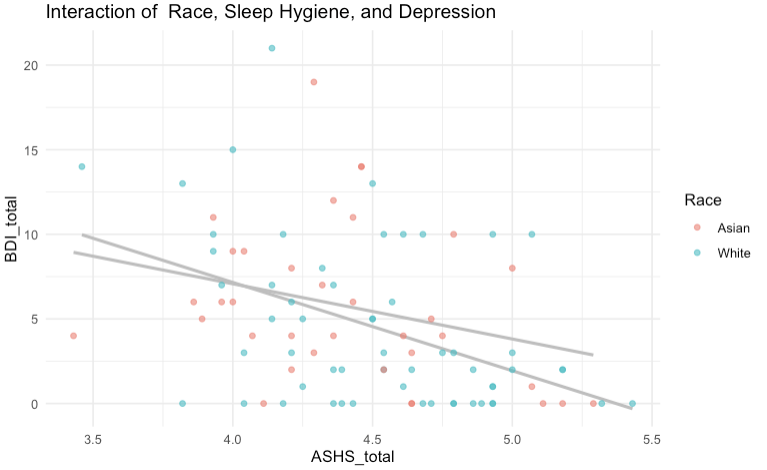 Interaction of  Race, Sleep Hygiene, and Depression
20
15
10
5
0
BDI_total
3.5 4.0 4.5 5.0 5.5
ASHS_total
Race
Asian
White